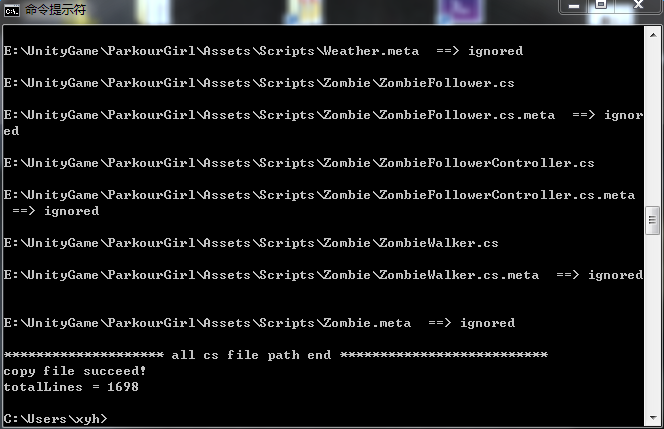 命令提示符
E:\UnityGame\ParkourGirl\Assets\Scripts\Weather.meta  ==> ignored
E:\UnityGame\ParkourGirl\Assets\Scripts\Zombie\ZombieFollower.cs
E:\UnityGame\ParkourGirl\Assets\Scripts\Zombie\ZombieFollower.cs.meta  ==> ignor
ed
E:\UnityGame\ParkourGirl\Assets\Scripts\Zombie\ZombieFollowerController.cs
E:\UnityGame\ParkourGirl\Assets\Scripts\Zombie\ZombieFollowerController.cs.meta
 ==> ignored
E:\UnityGame\ParkourGirl\Assets\Scripts\Zombie\ZombieWalker.cs
E:\UnityGame\ParkourGirl\Assets\Scripts\Zombie\ZombieWalker.cs.meta  ==> ignored
E:\UnityGame\ParkourGirl\Assets\Scripts\Zombie.meta  ==> ignored
******************** all cs file path end **************************
copy file succeed!
totalLines = 1698
C:\Users\xyh>